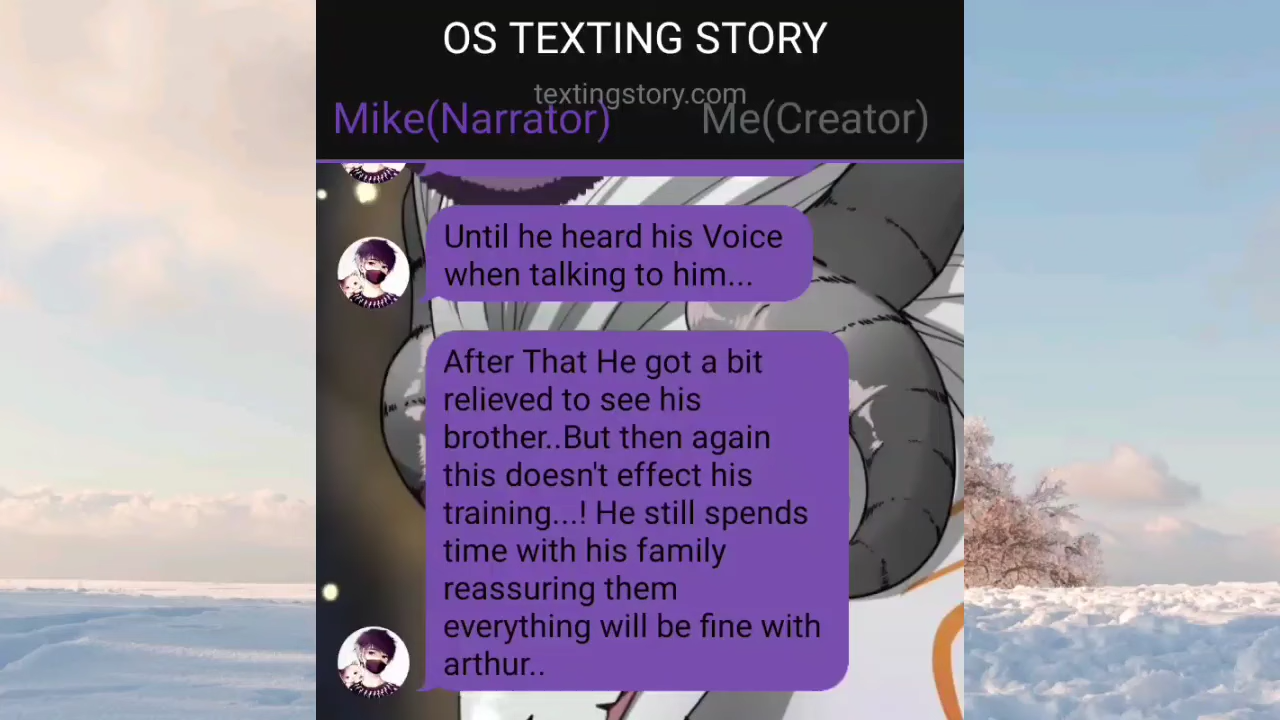 OS TEXTING STORY
textingstory.com
Mike(Narrator) Me(Creator)
Until he heard his Voice
when talking to him...
After That He got a bit
relieved to see his
brother..But then again
this doesn't effect his
training...! He still spends
time with his family
reassuring them
everything will be fine with
arthur..